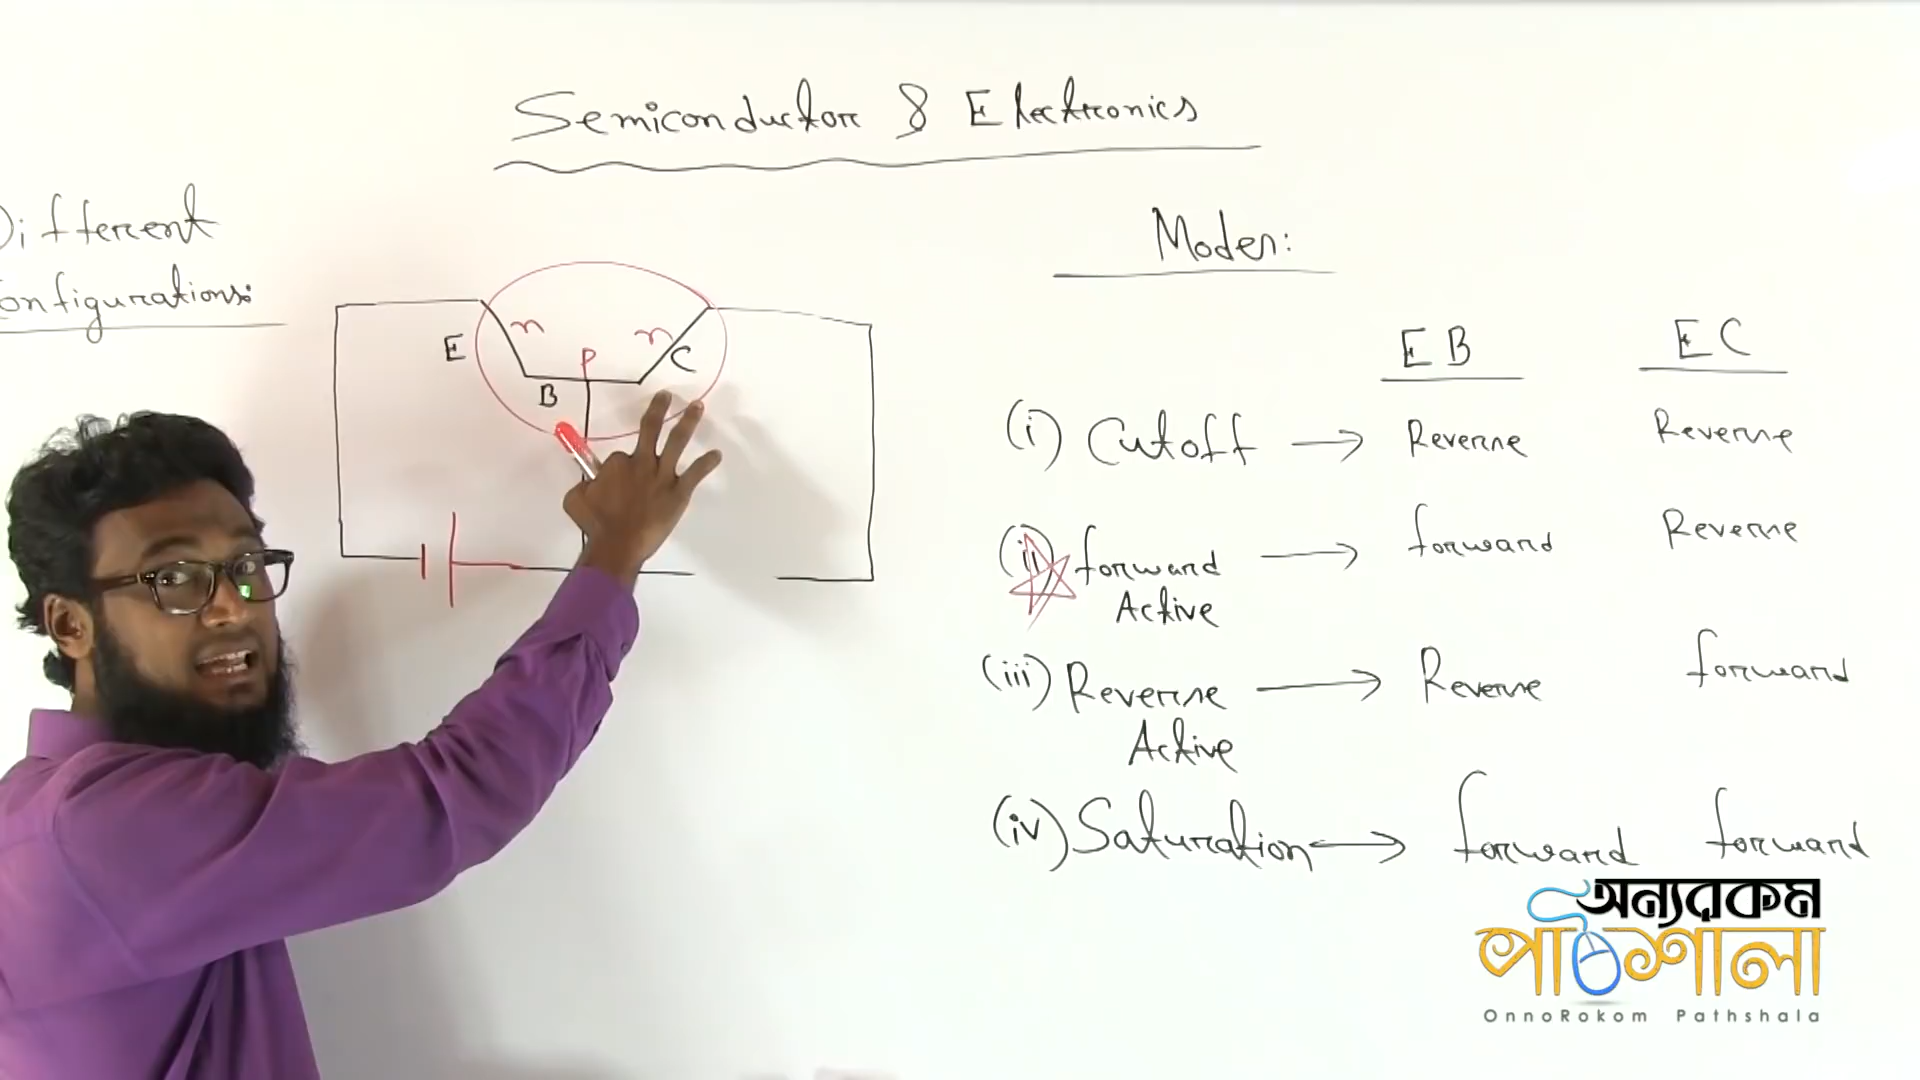 Semiconductor & Electronics
Different
Configurations:
E
n
B
P
n
C
Modes:
EB EC
(i) Cutoff → Reverse Reverse
(ii) forward Active → forward Reverse
(iii) Reverse Active → Reverse forward
(iv) Saturation → forward forward
অন্যরকম
পাঠশালা
OnnoRokom Pathshala